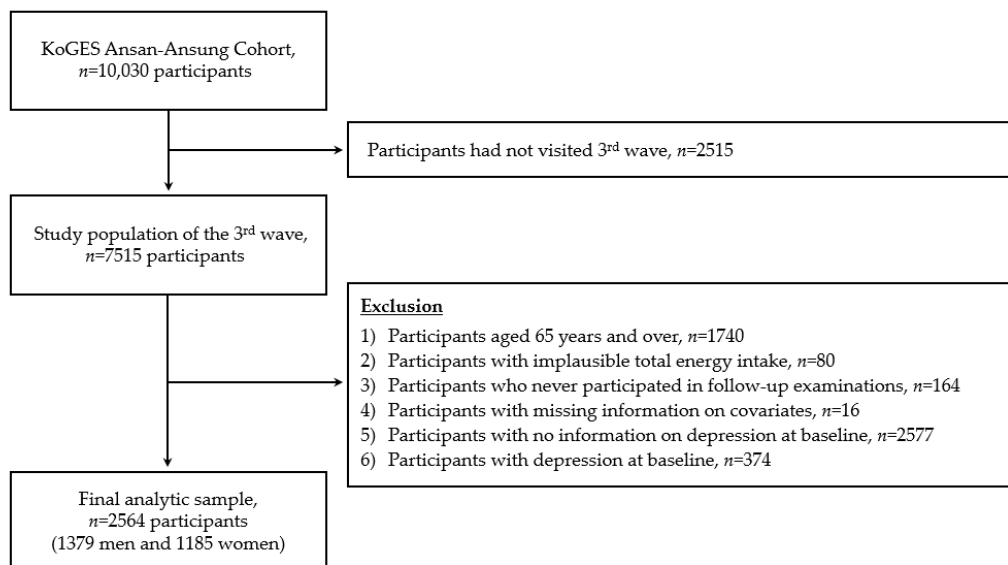 KoGES Ansan-Ansung Cohort,
n=10,030 participants
Participants had not visited 3rd wave, n=2515
Study population of the 3rd wave,
n=7515 participants
Exclusion
1) Participants aged 65 years and over, n=1740
2) Participants with implausible total energy intake, n=80
3) Participants who never participated in follow-up examinations, n=164
4) Participants with missing information on covariates, n=16
5) Participants with no information on depression at baseline, n=2577
6) Participants with depression at baseline, n=374
Final analytic sample,
n=2564 participants
(1379 men and 1185 women)